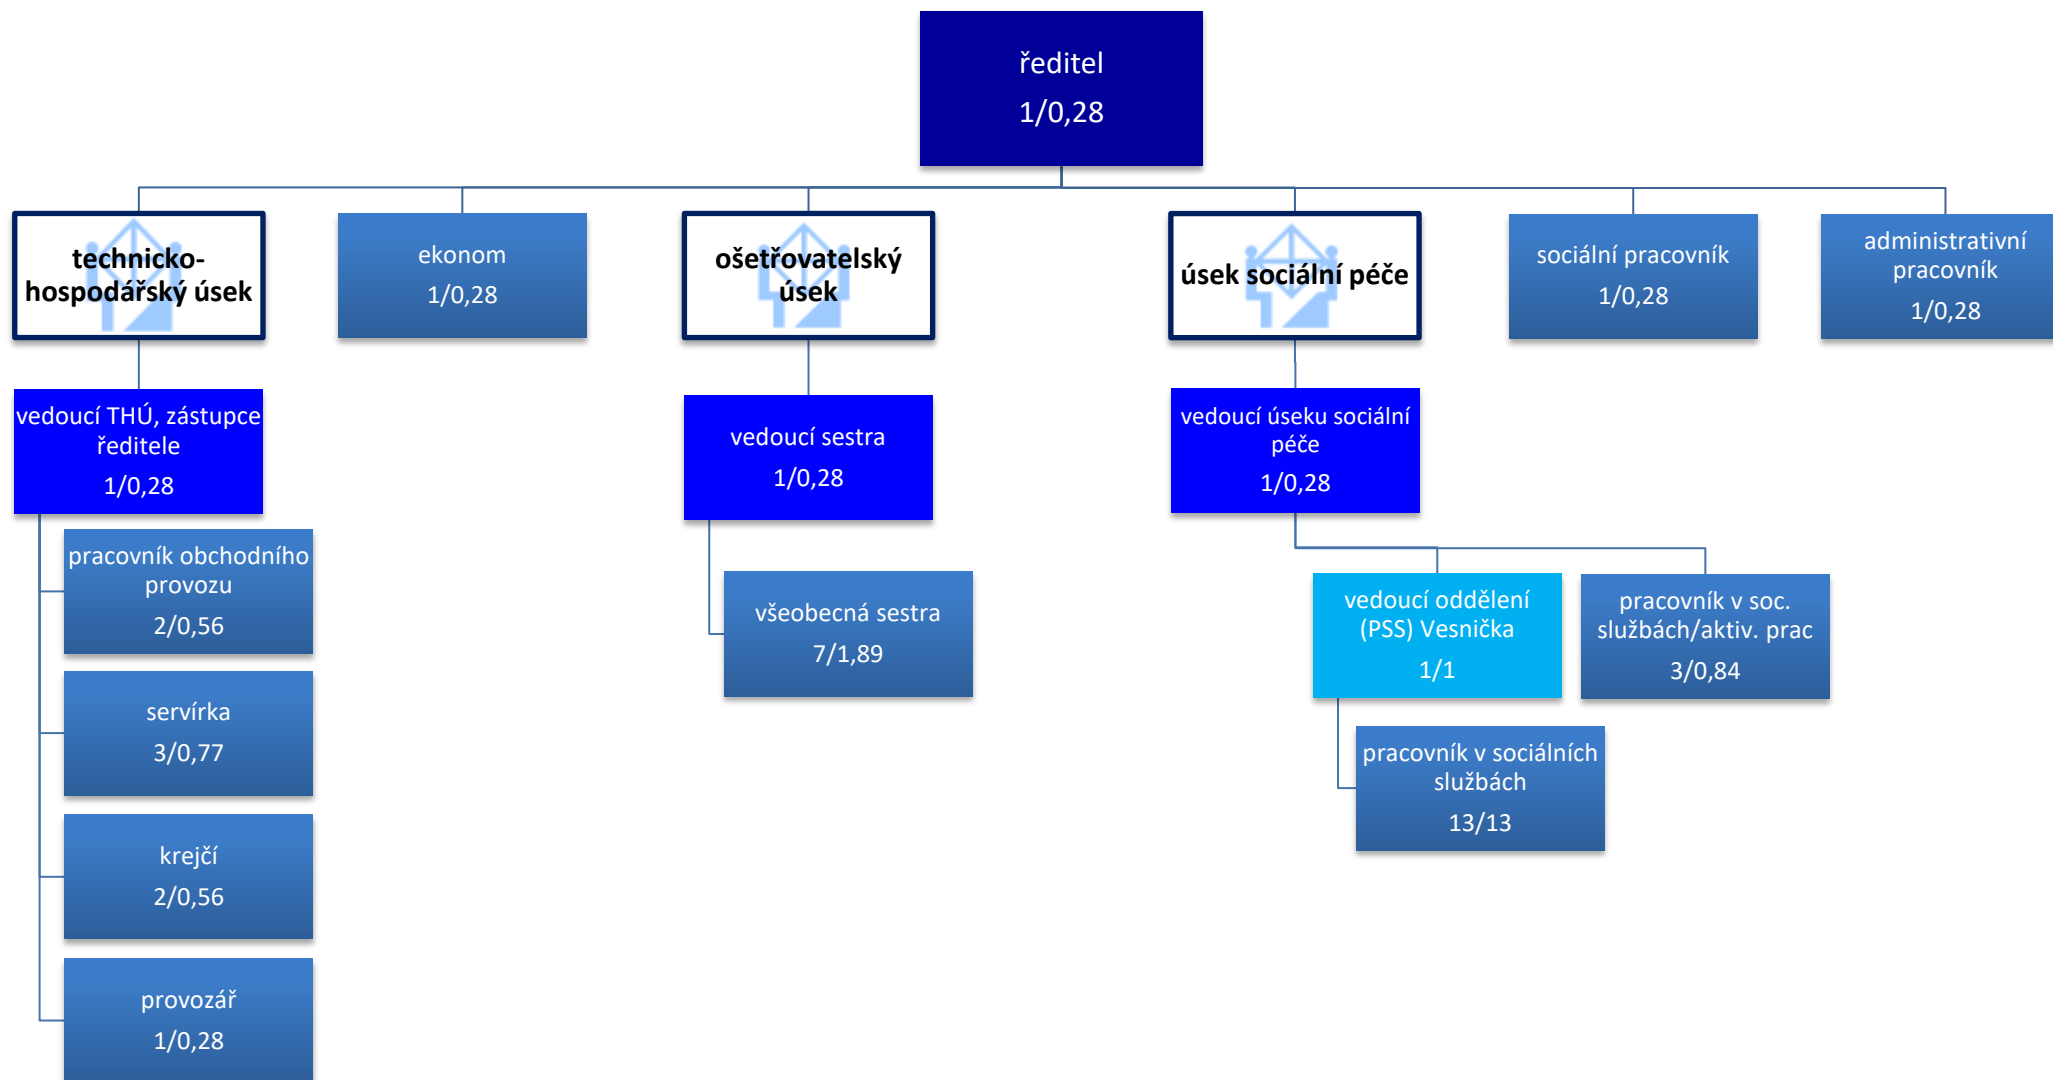 ředitel
1/0,28
technicko-
hospodářský úsek
ekonom
1/0,28
ošetřovatelský
úsek
úsek sociální péče
sociální pracovník
1/0,28
administrativní
pracovník
1/0,28
vedoucí THÚ, zástupce
ředitele
1/0,28
pracovník obchodního
provozu
2/0,56
servírka
3/0,77
krejčí
2/0,56
provozář
1/0,28
vedoucí sestra
1/0,28
všeobecná sestra
7/1,89
vedoucí úseku sociální
péče
1/0,28
vedoucí oddělení
(PSS) Vesnička
1/1
pracovník v sociálních
službách
13/13
pracovník v soc.
službách/aktiv. prac
3/0,84